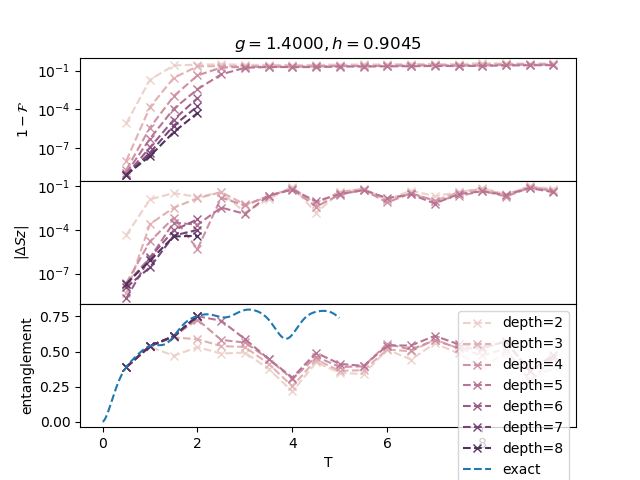 g = 1.4000, h = 0.9045
1 − 𝓕
10⁻¹
10⁻⁴
10⁻⁷
|ΔSz|
10⁻¹
10⁻⁴
10⁻⁷
entanglement
0.75
0.50
0.25
0.00
0 2 4 6 8
T
depth=2
depth=3
depth=4
depth=5
depth=6
depth=7
depth=8
exact